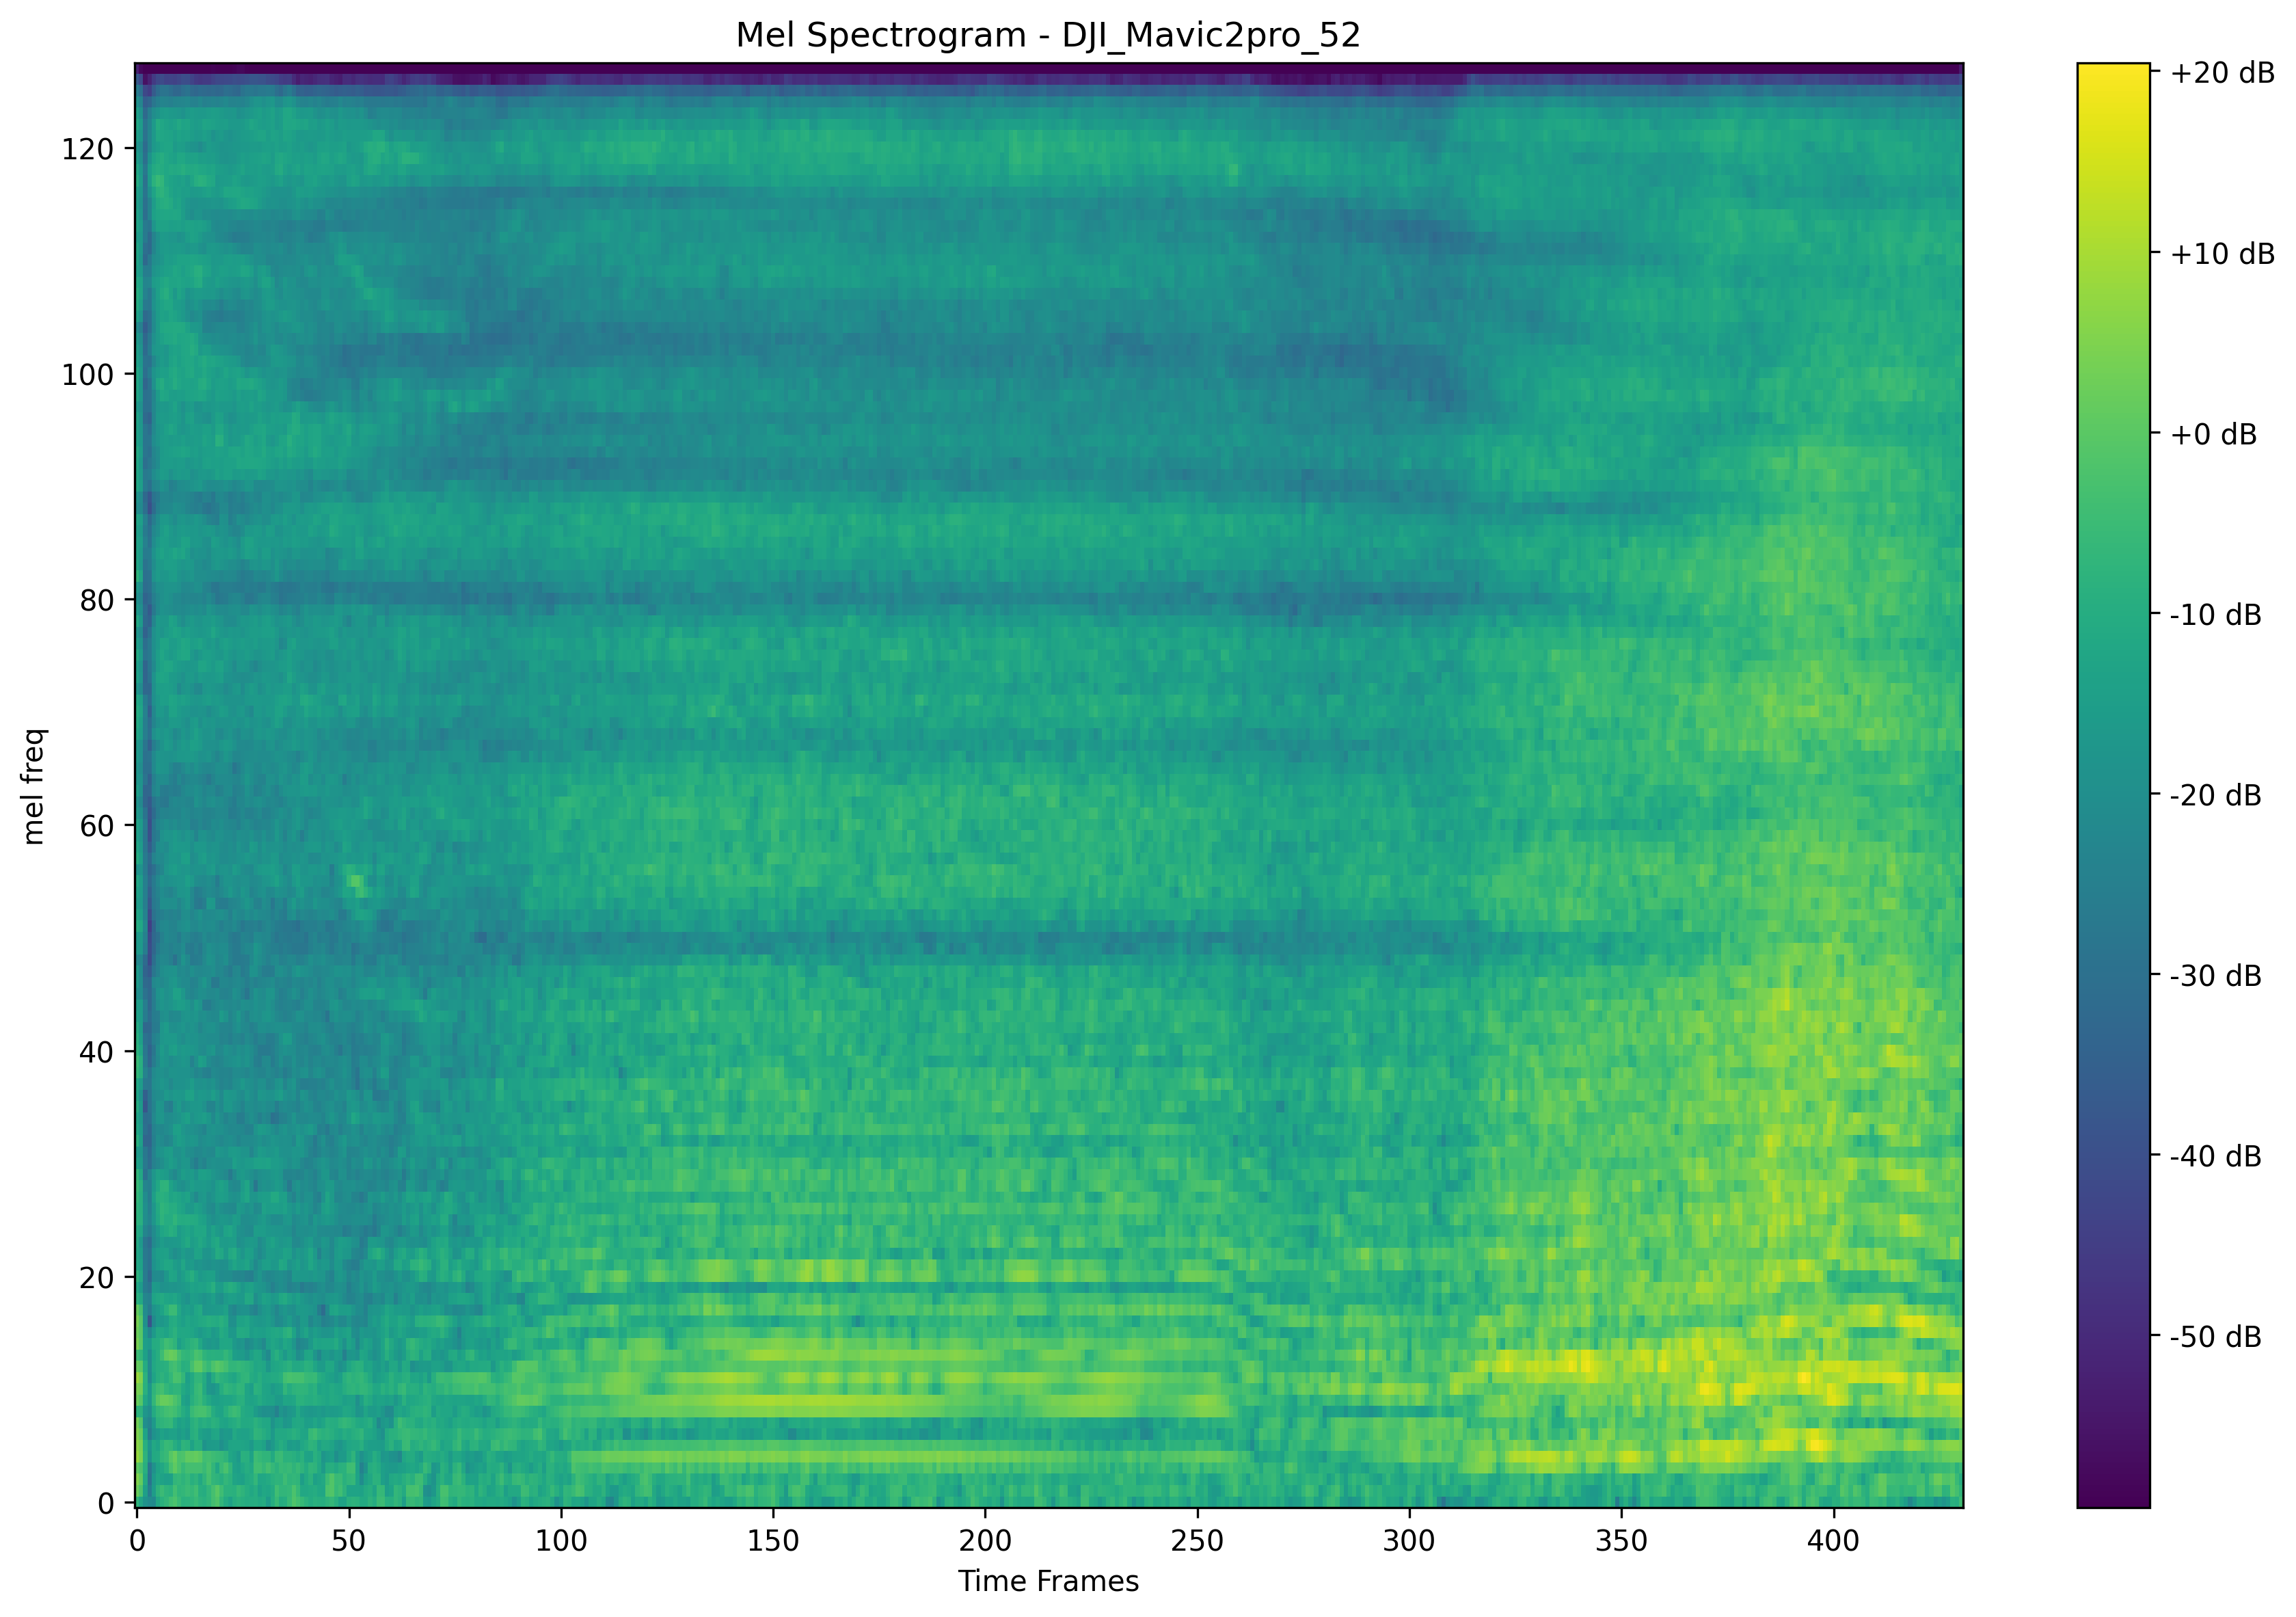 Mel Spectrogram - DJI_Mavic2pro_52
mel freq
120
100
80
60
40
20
0
0 50 100 150 200 250 300 350 400
Time Frames
+20 dB
+10 dB
+0 dB
-10 dB
-20 dB
-30 dB
-40 dB
-50 dB